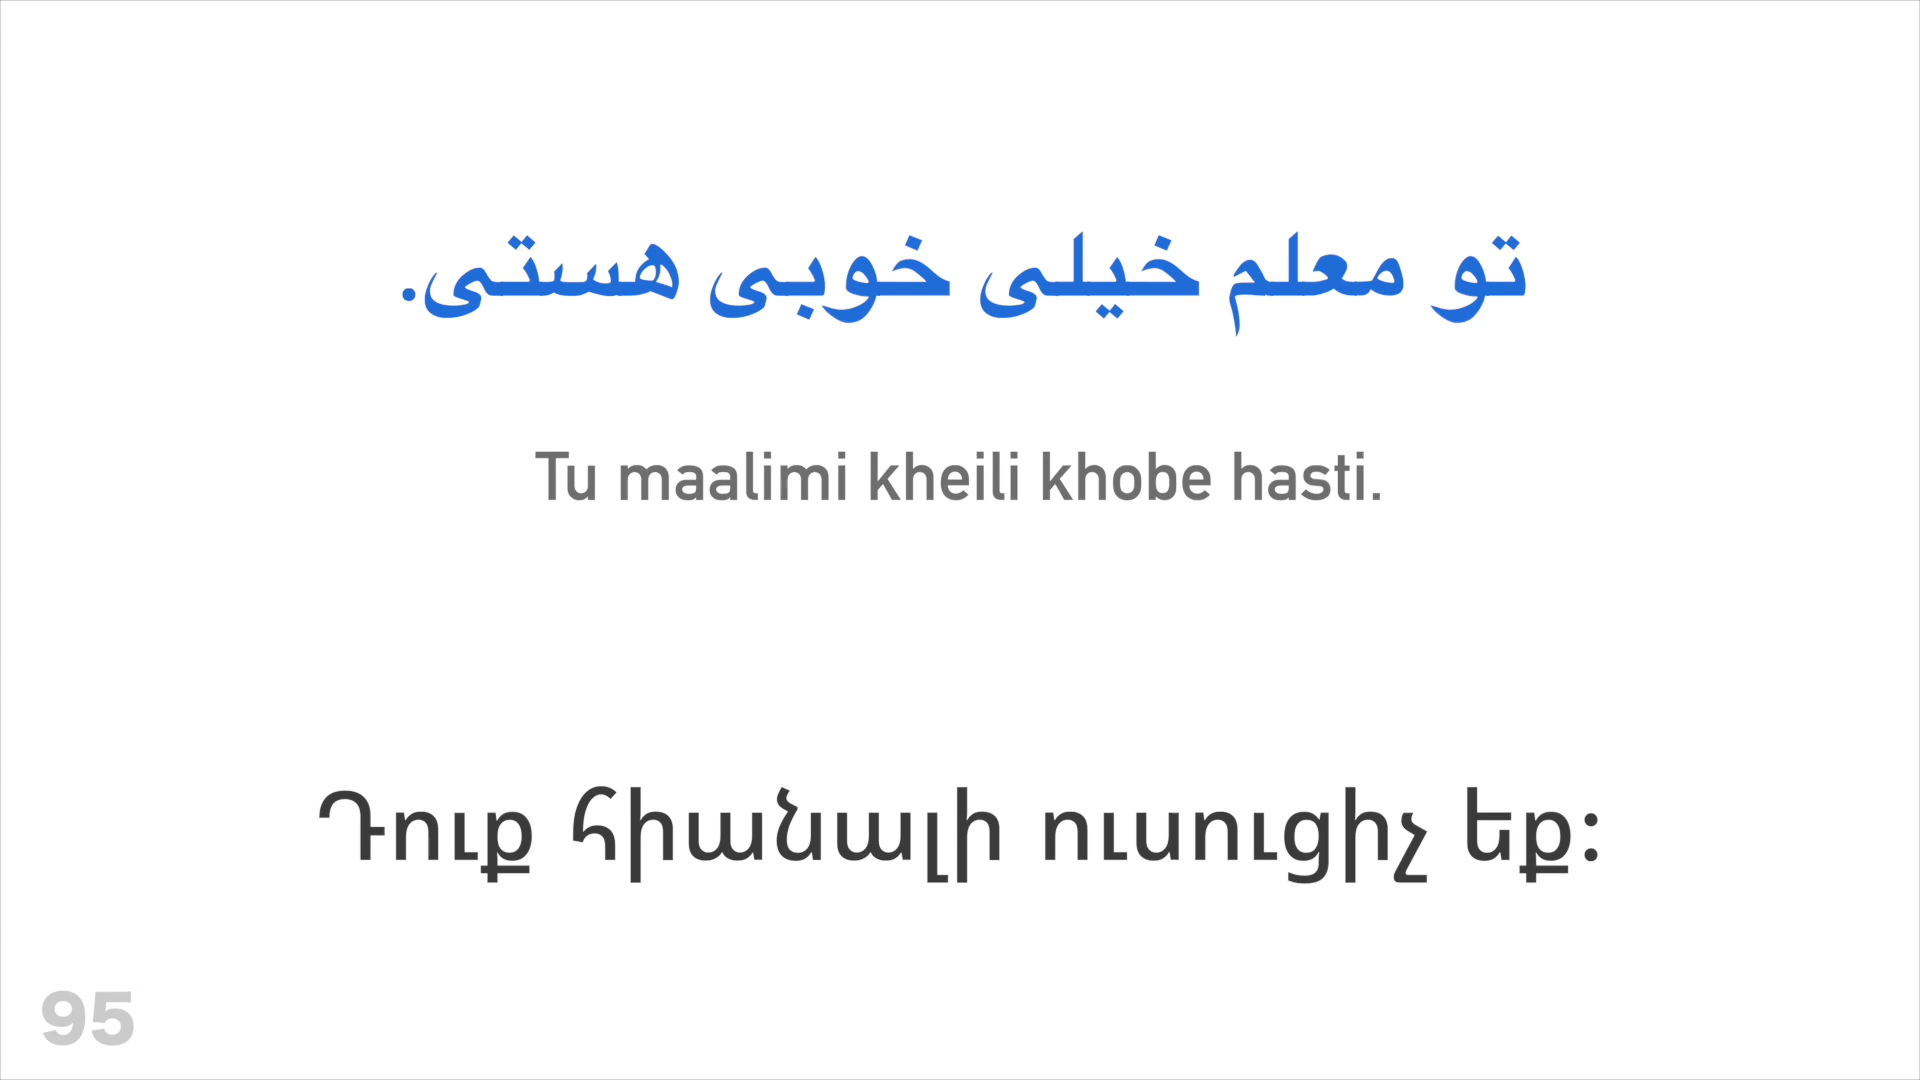 تو معلم خیلی خوبی هستی.
Tu maalimi kheili khobe hasti.
Դուք հիանալի ուսուցիչ եք:
95